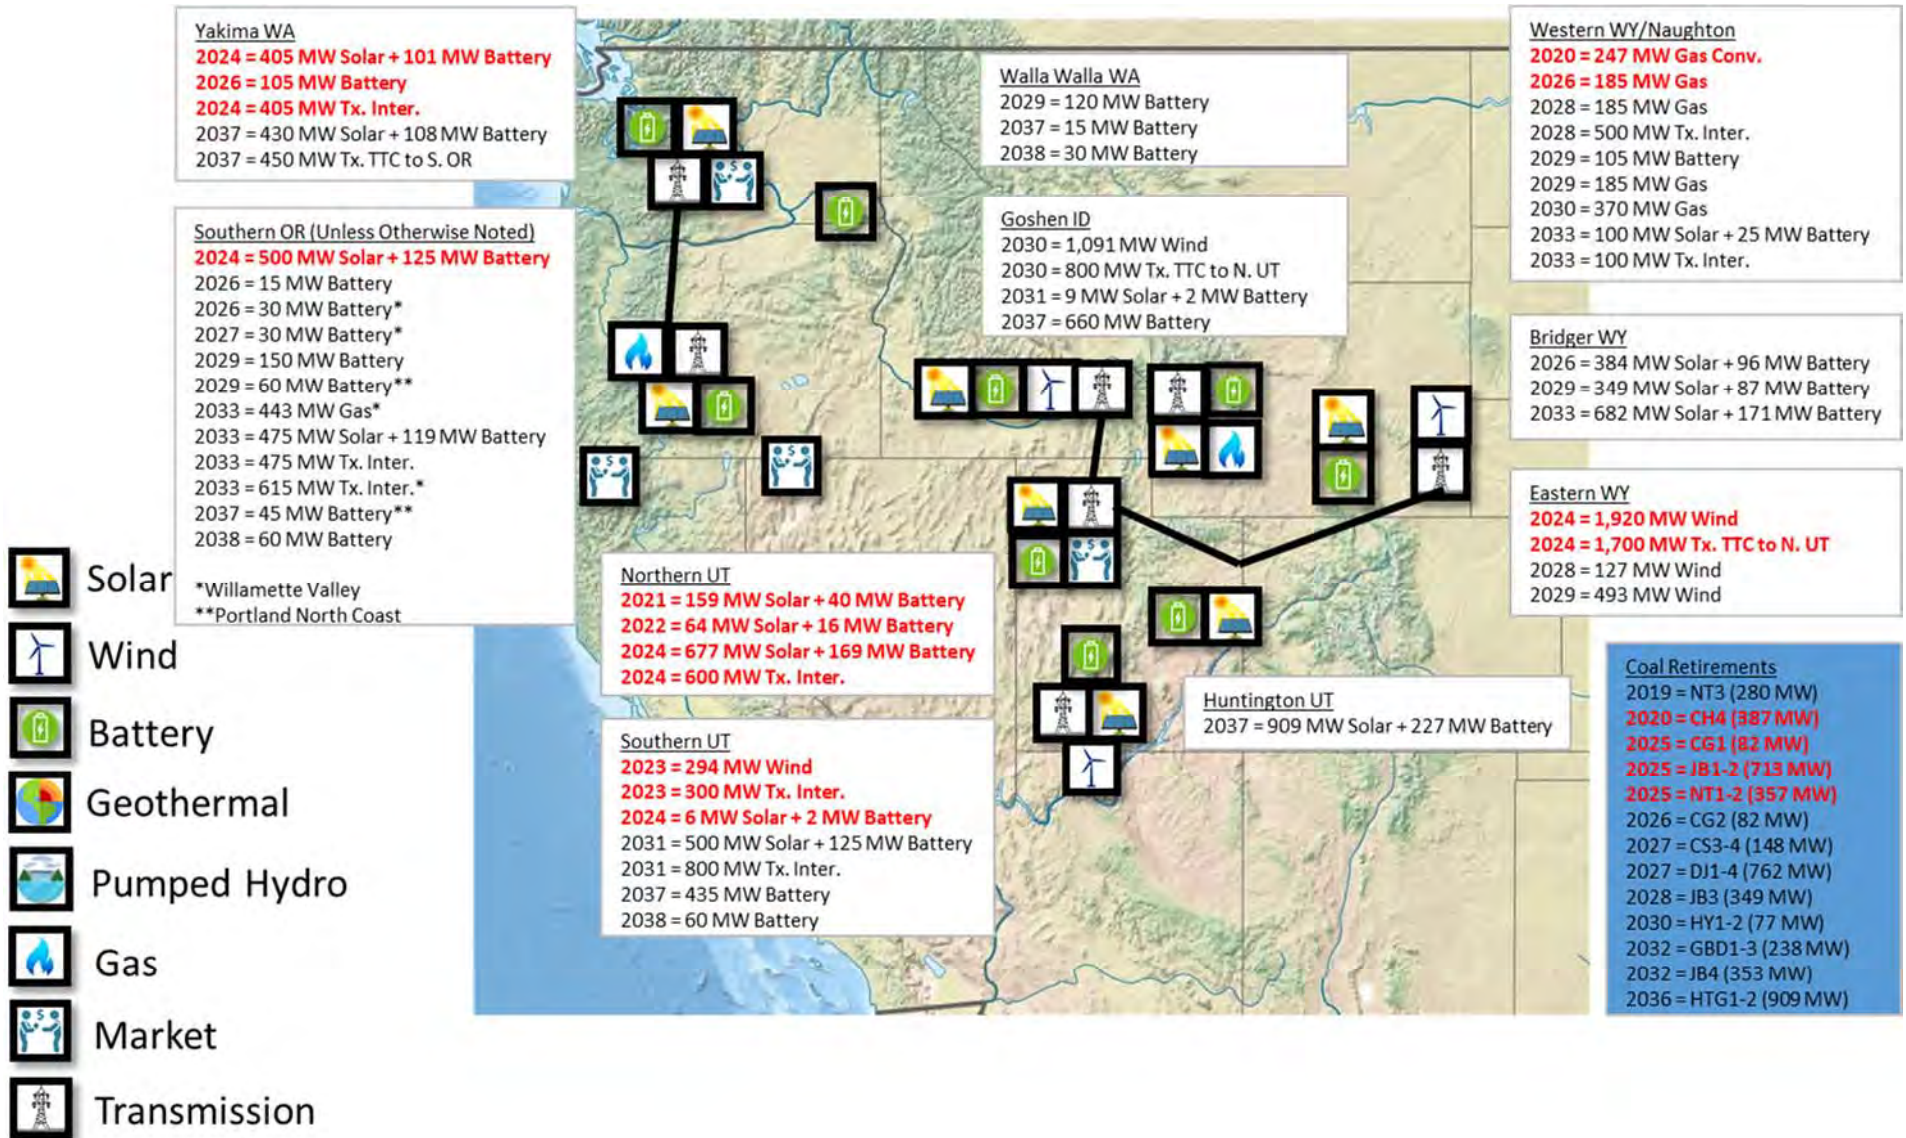 Yakima WA
2024 = 405 MW Solar + 101 MW Battery
2026 = 105 MW Battery
2024 = 405 MW Tx. Inter.
2037 = 430 MW Solar + 108 MW Battery
2037 = 450 MW Tx. TTC to S. OR
Southern OR (Unless Otherwise Noted)
2024 = 500 MW Solar + 125 MW Battery
2026 = 15 MW Battery
2026 = 30 MW Battery*
2027 = 30 MW Battery*
2029 = 150 MW Battery
2029 = 60 MW Battery**
2033 = 443 MW Gas*
2033 = 475 MW Solar + 119 MW Battery
2033 = 475 MW Tx. Inter.
2033 = 615 MW Tx. Inter.*
2037 = 45 MW Battery**
2038 = 60 MW Battery
*Willamette Valley
**Portland North Coast
Walla Walla WA
2029 = 120 MW Battery
2037 = 15 MW Battery
2038 = 30 MW Battery
Goshen ID
2030 = 1,091 MW Wind
2030 = 800 MW Tx. TTC to N. UT
2031 = 9 MW Solar + 2 MW Battery
2037 = 660 MW Battery
Western WY/Naughton
2020 = 247 MW Gas Conv.
2026 = 185 MW Gas
2028 = 185 MW Gas
2028 = 500 MW Tx. Inter.
2029 = 105 MW Battery
2029 = 185 MW Gas
2030 = 370 MW Gas
2033 = 100 MW Solar + 25 MW Battery
2033 = 100 MW Tx. Inter.
Bridger WY
2026 = 384 MW Solar + 96 MW Battery
2029 = 349 MW Solar + 87 MW Battery
2033 = 682 MW Solar + 171 MW Battery
Eastern WY
2024 = 1,920 MW Wind
2024 = 1,700 MW Tx. TTC to N. UT
2028 = 127 MW Wind
2029 = 493 MW Wind
Northern UT
2021 = 159 MW Solar + 40 MW Battery
2022 = 64 MW Solar + 16 MW Battery
2024 = 677 MW Solar + 169 MW Battery
2024 = 600 MW Tx. Inter.
Southern UT
2023 = 294 MW Wind
2023 = 300 MW Tx. Inter.
2024 = 6 MW Solar + 2 MW Battery
2031 = 500 MW Solar + 125 MW Battery
2031 = 800 MW Tx. Inter.
2037 = 435 MW Battery
2038 = 60 MW Battery
Huntington UT
2037 = 909 MW Solar + 227 MW Battery
Coal Retirements
2019 = NT3 (280 MW)
2020 = CH4 (387 MW)
2025 = CG1 (82 MW)
2025 = JB1-2 (713 MW)
2025 = NT1-2 (357 MW)
2026 = CG2 (82 MW)
2027 = CS3-4 (148 MW)
2027 = DJ1-4 (762 MW)
2028 = JB3 (349 MW)
2030 = HY1-2 (77 MW)
2032 = GBD1-3 (238 MW)
2032 = JB4 (353 MW)
2036 = HTG1-2 (909 MW)
Solar
Wind
Battery
Geothermal
Pumped Hydro
Gas
Market
Transmission